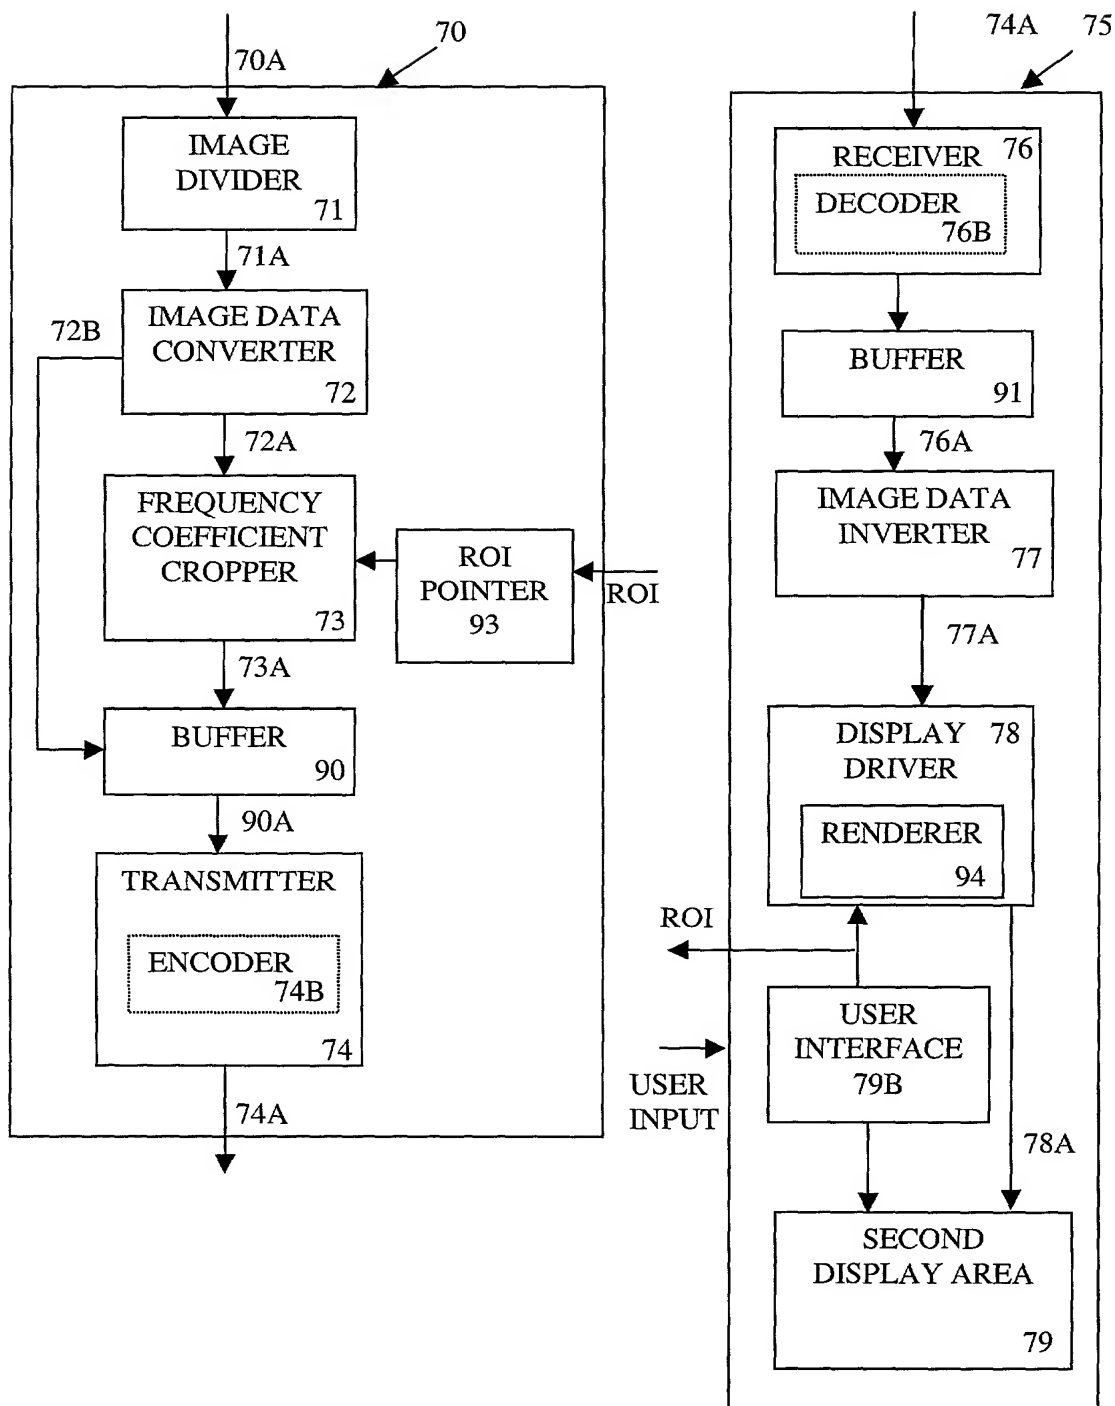 70A
70
IMAGE
DIVIDER
71
71A
72B
IMAGE DATA
CONVERTER
72
72A
FREQUENCY
COEFFICIENT
CROPPER
73
ROI
POINTER
93
ROI
73A
BUFFER
90
90A
TRANSMITTER
ENCODER
74B
74
74A
74A
75
RECEIVER
76
DECODER
76B
BUFFER
91
76A
IMAGE DATA
INVERTER
77
77A
DISPLAY
DRIVER
78
RENDERER
94
ROI
USER
INTERFACE
79B
USER
INPUT
78A
SECOND
DISPLAY AREA
79